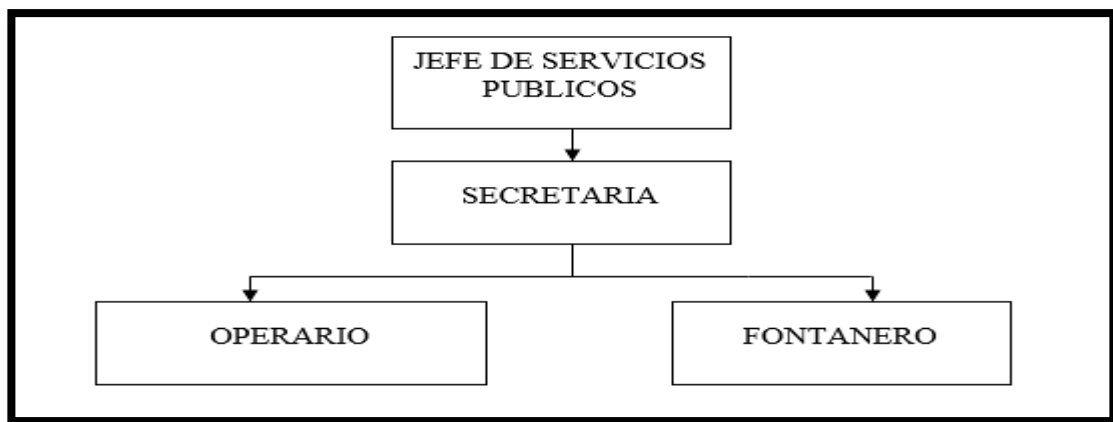 JEFE DE SERVICIOS
PUBLICOS
SECRETARIA
OPERARIO
FONTANERO